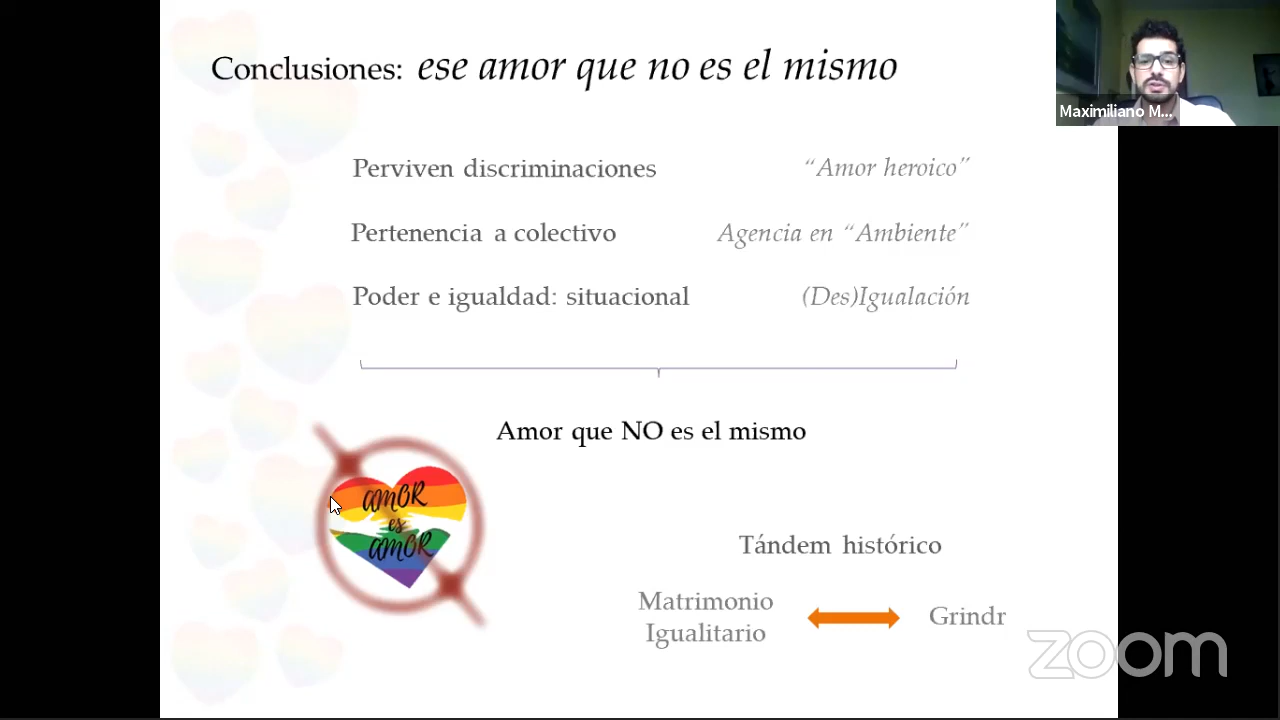 Conclusiones: ese amor que no es el mismo
Maximiliano M...
Perviven discriminaciones “Amor heroico”
Pertenencia a colectivo Agencia en “Ambiente”
Poder e igualdad: situacional (Des)Igualación
Amor que NO es el mismo
AMOR
es
AMOR
Tándem histórico
Matrimonio
Igualitario
Grindr
zoom